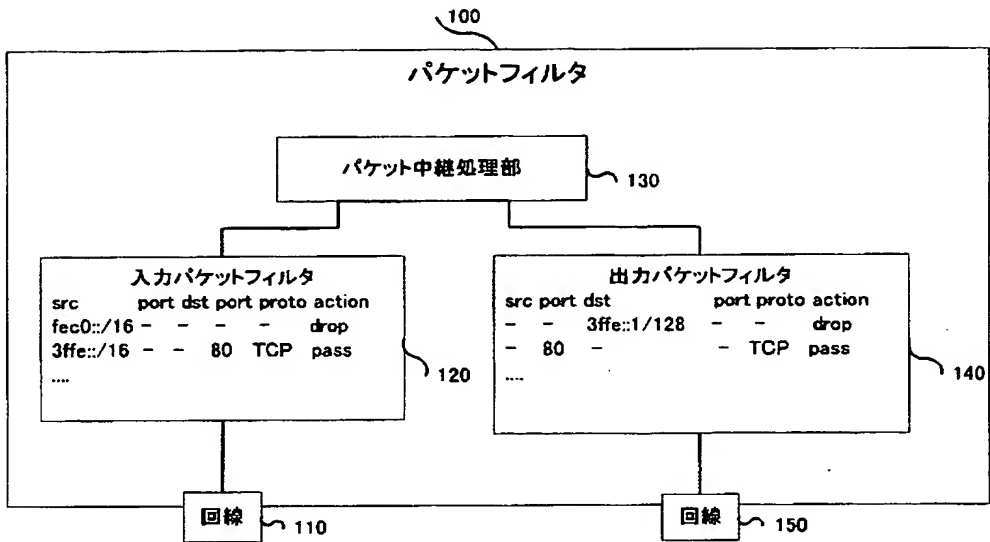 100
パケットフィルタ
パケット中継処理部
130
入力パケットフィルタ
src port dst port proto action
fec0::/16 - - - - drop
3ffe::/16 - - 80 TCP pass
....
120
出力パケットフィルタ
src port dst port proto action
- - 3ffe::1/128 - - drop
- 80 - - TCP pass
....
140
回線
110
回線
150